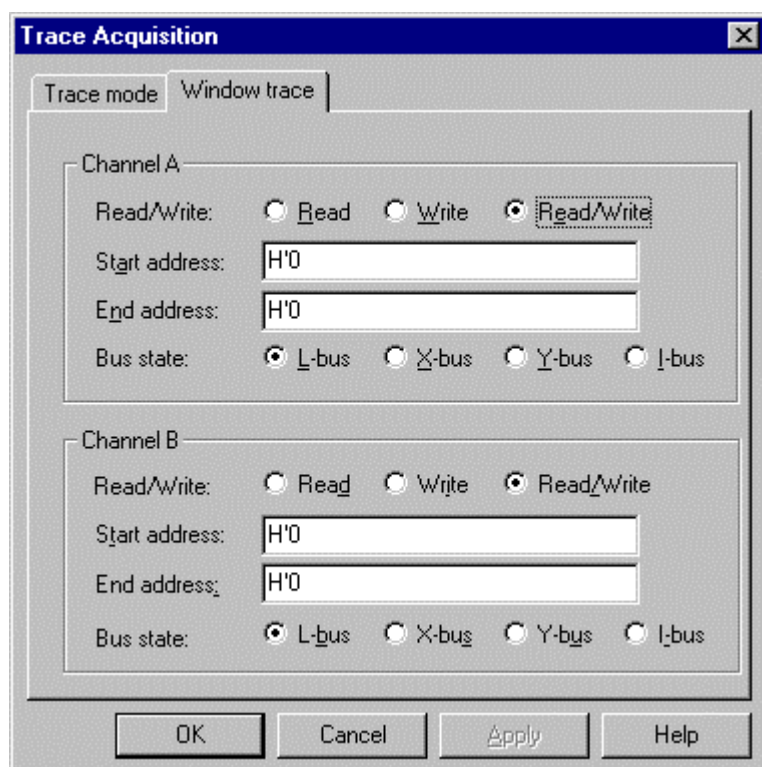 Trace Acquisition
Trace mode Window trace
Channel A
Read/Write: Read Write Read/Write
Start address: H'0
End address: H'0
Bus state: L-bus X-bus Y-bus I-bus
Channel B
Read/Write: Read Write Read/Write
Start address: H'0
End address: H'0
Bus state: L-bus X-bus Y-bus I-bus
OK Cancel Apply Help